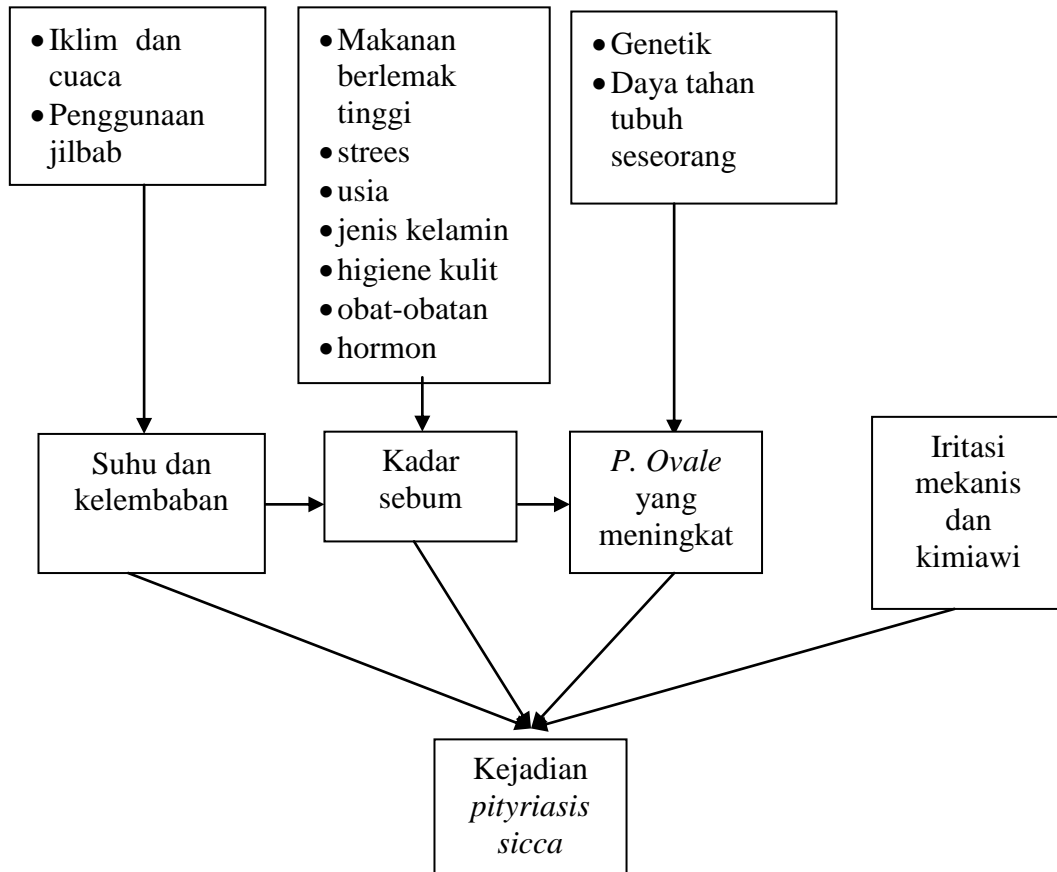 • Iklim dan
cuaca
• Penggunaan
jilbab
• Makanan
berlemak
tinggi
• strees
• usia
• jenis kelamin
• higiene kulit
• obat-obatan
• hormon
• Genetik
• Daya tahan
tubuh
seseorang
Suhu dan
kelembaban
Kadar
sebum
P. Ovale
yang
meningkat
Iritasi
mekanis
dan
kimiawi
Kejadian
pityriasis
sicca